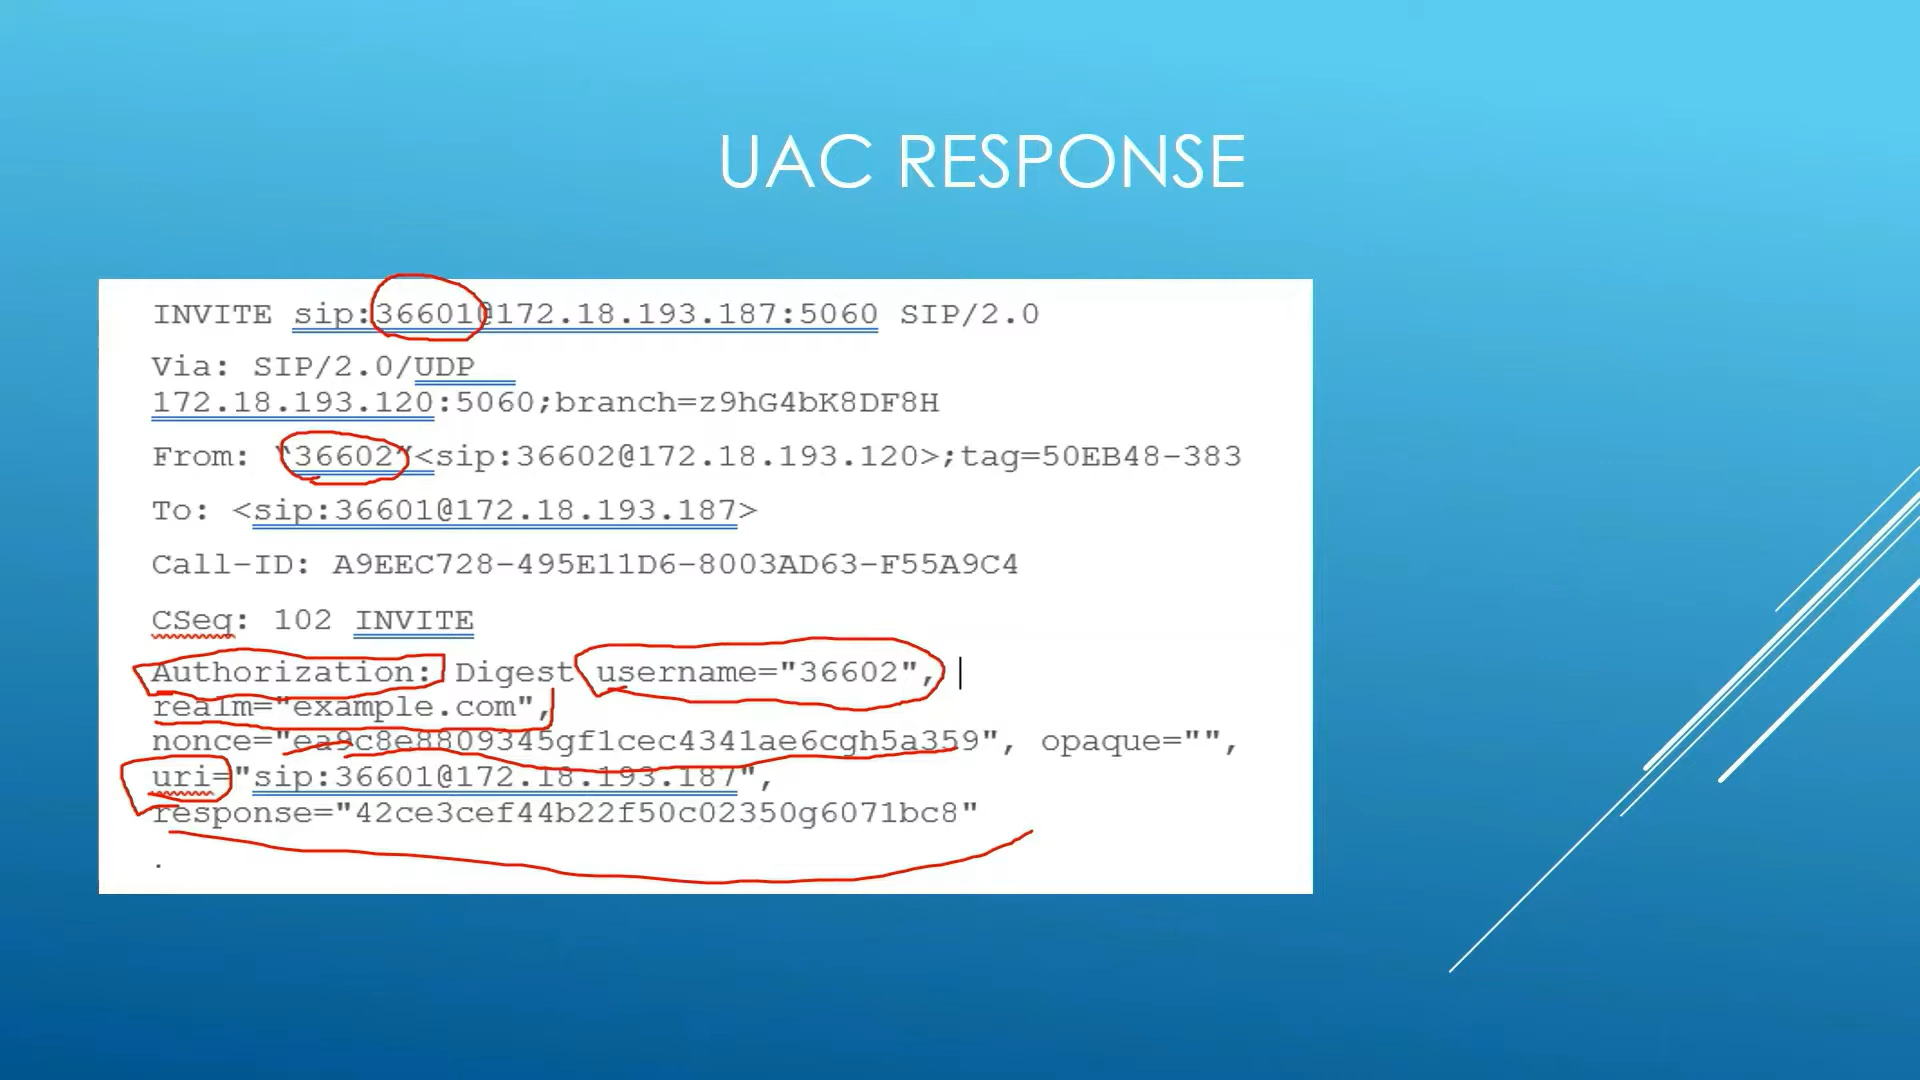 UAC RESPONSE
INVITE sip:36601@172.18.193.187:5060 SIP/2.0
Via: SIP/2.0/UDP
172.18.193.120:5060;branch=z9hG4bK8DF8H
From: “36602”<sip:36602@172.18.193.120>;tag=50EB48-383
To: <sip:36601@172.18.193.187>
Call-ID: A9EEC728-495E11D6-8003AD63-F55A9C4
CSeq: 102 INVITE
Authorization: Digest username="36602",
realm="example.com",
nonce="ea9c8e8809345gf1cec4341ae6cgh5a359", opaque="",
uri="sip:36601@172.18.193.187",
response="42ce3cef44b22f50c02350g6071bc8"
.